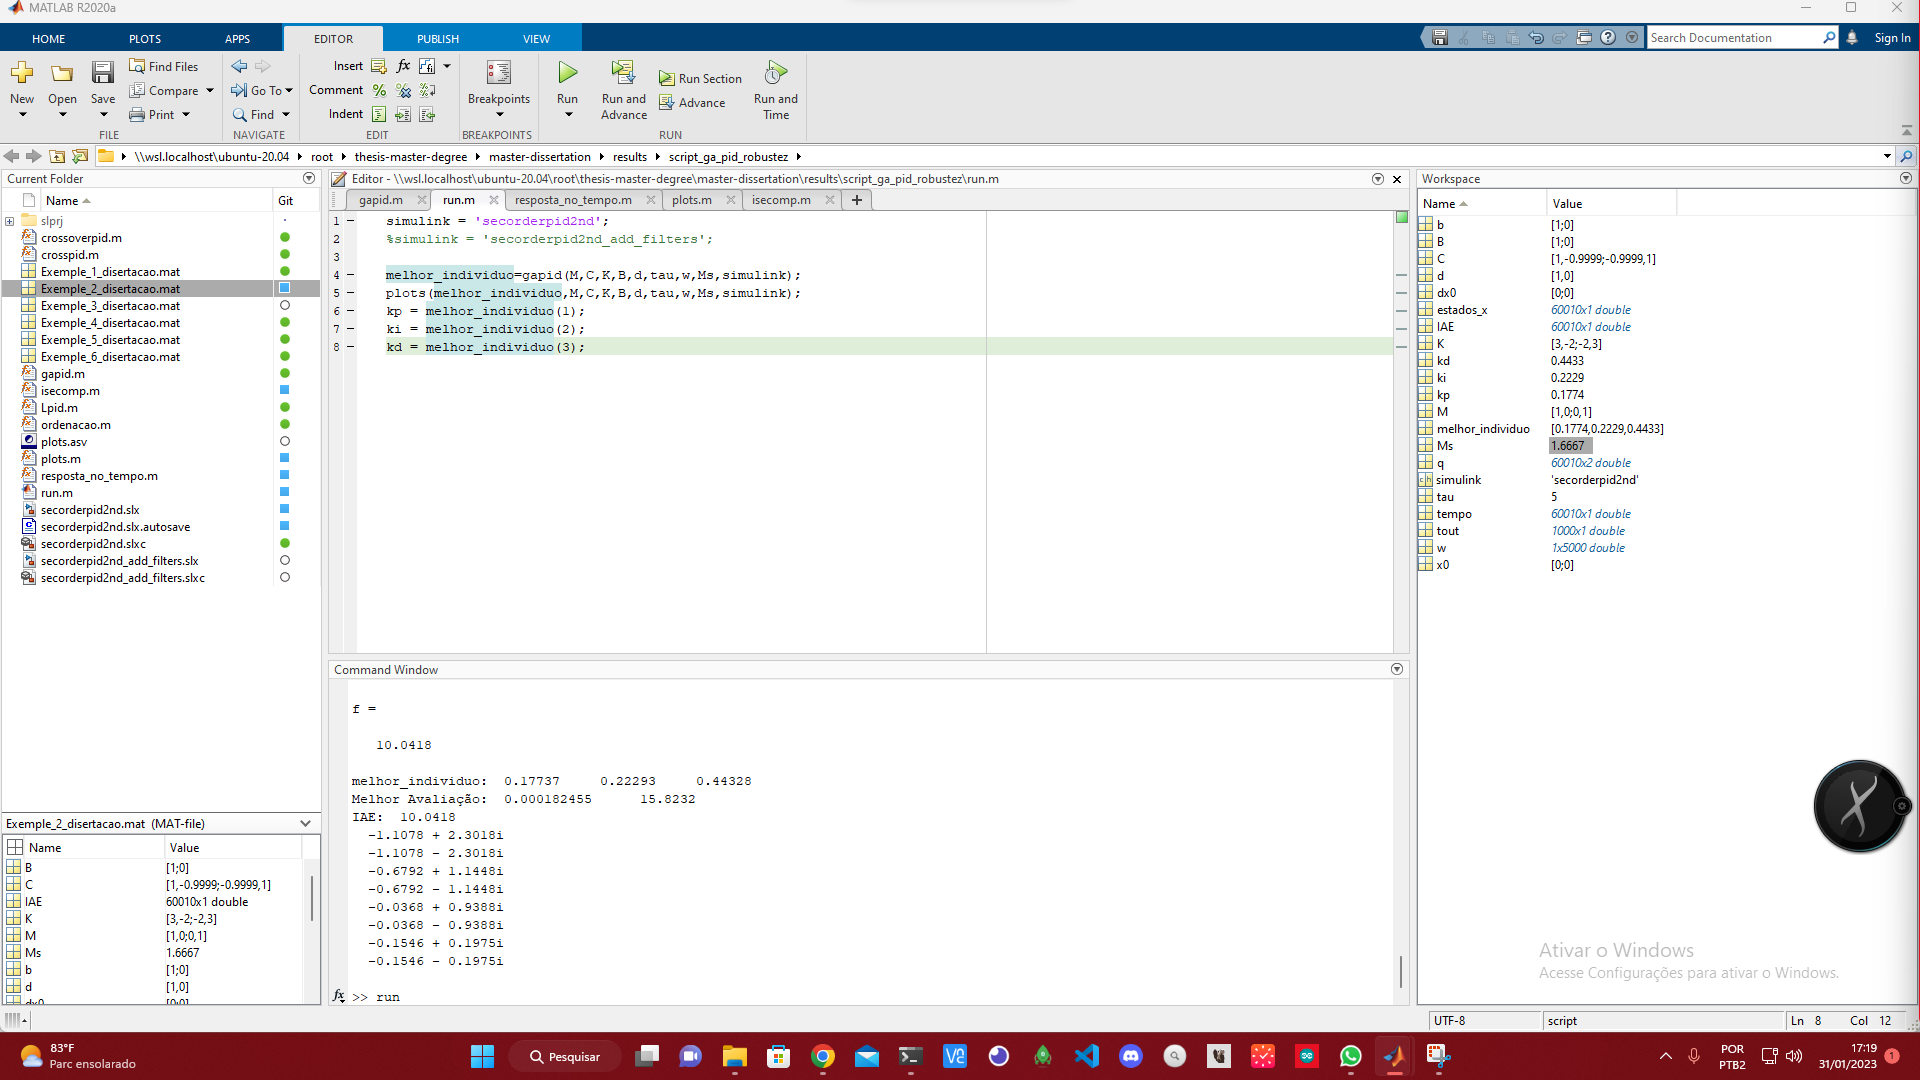 MATLAB R2020a
HOME PLOTS APPS EDITOR PUBLISH VIEW
Search Documentation
Sign In
New Open Save
Find Files
Compare
Print
Go To
Find
Insert
Comment
Indent
Breakpoints
Run
Run and Advance
Run Section
Advance
Run and Time
FILE NAVIGATE EDIT BREAKPOINTS RUN
\\wsl.localhost\ubuntu-20.04 root thesis-master-degree master-dissertation results script_ga_pid_robustez
Current Folder
Name Git
slprj
crossoverpid.m
crosspid.m
Exemple_1_disertacao.mat
Exemple_2_disertacao.mat
Exemple_3_disertacao.mat
Exemple_4_disertacao.mat
Exemple_5_disertacao.mat
Exemple_6_disertacao.mat
gapid.m
isecomp.m
Lpid.m
ordenacao.m
plots.asv
plots.m
resposta_no_tempo.m
run.m
secorderpid2nd.slx
secorderpid2nd.slx.autosave
secorderpid2nd.slxc
secorderpid2nd_add_filters.slx
secorderpid2nd_add_filters.slxc
Exemple_2_disertacao.mat (MAT-file)
Name Value
B [1;0]
C [1,-0.9999;-0.9999,1]
IAE 60010x1 double
K [3,-2;-2,3]
M [1,0;0,1]
Ms 1.6667
b [1;0]
d [1,0]
dx0 [0;0]
Editor - \\wsl.localhost\ubuntu-20.04\root\thesis-master-degree\master-dissertation\results\script_ga_pid_robustez\run.m
gapid.m run.m resposta_no_tempo.m plots.m isecomp.m
1 simulink = 'secorderpid2nd';
2 %simulink = 'secorderpid2nd_add_filters';
3
4 melhor_individuo=gapid(M,C,K,B,d,tau,w,Ms,simulink);
5 plots(melhor_individuo,M,C,K,B,d,tau,w,Ms,simulink);
6 kp = melhor_individuo(1);
7 ki = melhor_individuo(2);
8 kd = melhor_individuo(3);
Command Window
f =
10.0418
melhor_individuo: 0.17737 0.22293 0.44328
Melhor Avaliação: 0.000182455 15.8232
IAE: 10.0418
-1.1078 + 2.3018i
-1.1078 - 2.3018i
-0.6792 + 1.1448i
-0.6792 - 1.1448i
-0.0368 + 0.9388i
-0.0368 - 0.9388i
-0.1546 + 0.1975i
-0.1546 - 0.1975i
fx >> run
Workspace
Name Value
b [1;0]
B [1;0]
C [1,-0.9999;-0.9999,1]
d [1,0]
dx0 [0;0]
estados_x 60010x1 double
IAE 60010x1 double
K [3,-2;-2,3]
kd 0.4433
ki 0.2229
kp 0.1774
M [1,0;0,1]
melhor_individuo [0.1774,0.2229,0.4433]
Ms 1.6667
q 60010x2 double
simulink 'secorderpid2nd'
tau 5
tempo 60010x1 double
tout 1000x1 double
w 1x5000 double
x0 [0;0]
Ativar o Windows
Acesse Configurações para ativar o Windows.
UTF-8 script Ln 8 Col 12
83°F
Parc ensolarado
Pesquisar
POR
PTB2
17:19
31/01/2023
1